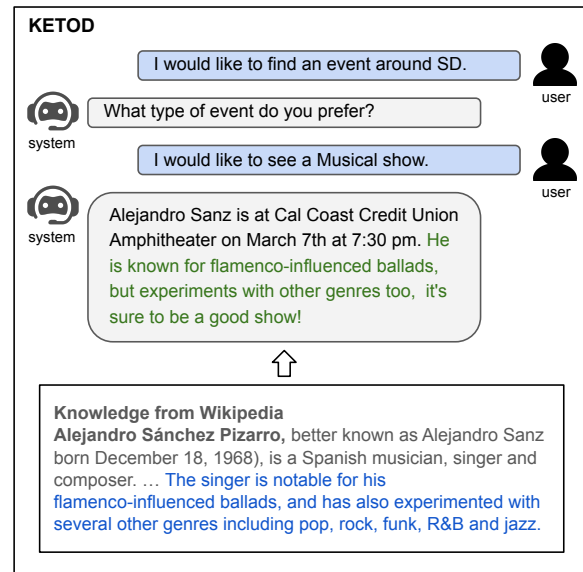 KETOD
I would like to find an event around SD.
user
What type of event do you prefer?
system
I would like to see a Musical show.
user
system
Alejandro Sanz is at Cal Coast Credit Union
Amphitheater on March 7th at 7:30 pm. He
is known for flamenco-influenced ballads,
but experiments with other genres too,  it's
sure to be a good show!
Knowledge from Wikipedia
Alejandro Sánchez Pizarro, better known as Alejandro Sanz
born December 18, 1968), is a Spanish musician, singer and
composer. … The singer is notable for his
flamenco-influenced ballads, and has also experimented with
several other genres including pop, rock, funk, R&B and jazz.